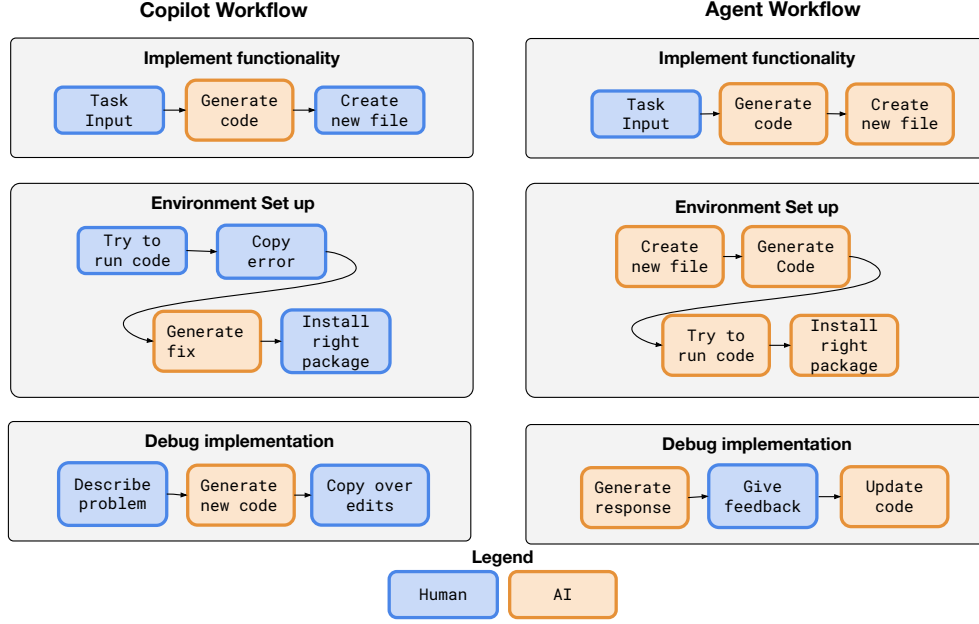 Copilot Workflow
Implement functionality
Task
Input
Generate
code
Create
new file
Environment Set up
Try to
run code
Copy
error
Generate
fix
Install
right
package
Debug implementation
Describe
problem
Generate
new code
Copy over
edits
Agent Workflow
Implement functionality
Task
Input
Generate
code
Create
new file
Environment Set up
Create
new file
Generate
Code
Try to
run code
Install
right
package
Debug implementation
Generate
response
Give
feedback
Update
code
Legend
Human
AI